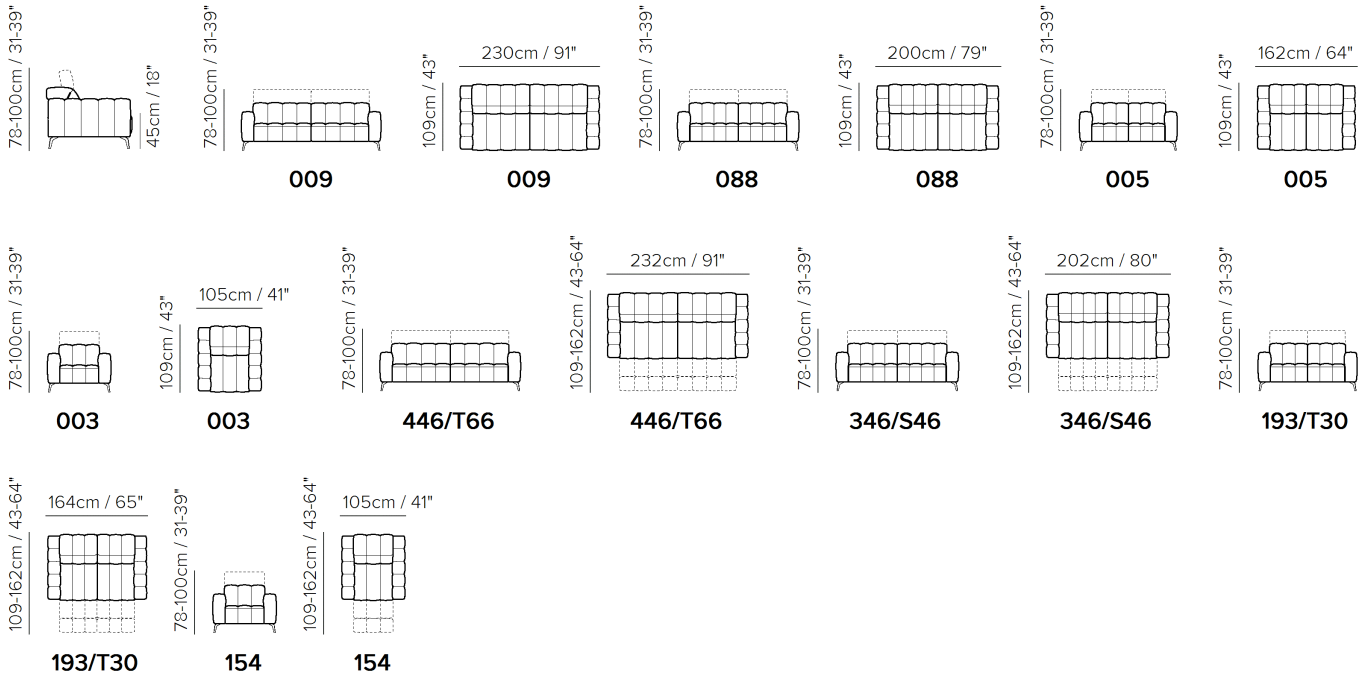 78-100cm / 31-39"
45cm / 18"
78-100cm / 31-39"
009
109cm / 43"
230cm / 91"
009
78-100cm / 31-39"
088
109cm / 43"
200cm / 79"
088
78-100cm / 31-39"
005
109cm / 43"
162cm / 64"
005
78-100cm / 31-39"
003
109cm / 43"
105cm / 41"
003
78-100cm / 31-39"
446/T66
109-162cm / 43-64"
232cm / 91"
446/T66
78-100cm / 31-39"
346/S46
109-162cm / 43-64"
202cm / 80"
346/S46
78-100cm / 31-39"
193/T30
109-162cm / 43-64"
164cm / 65"
193/T30
78-100cm / 31-39"
154
109-162cm / 43-64"
105cm / 41"
154